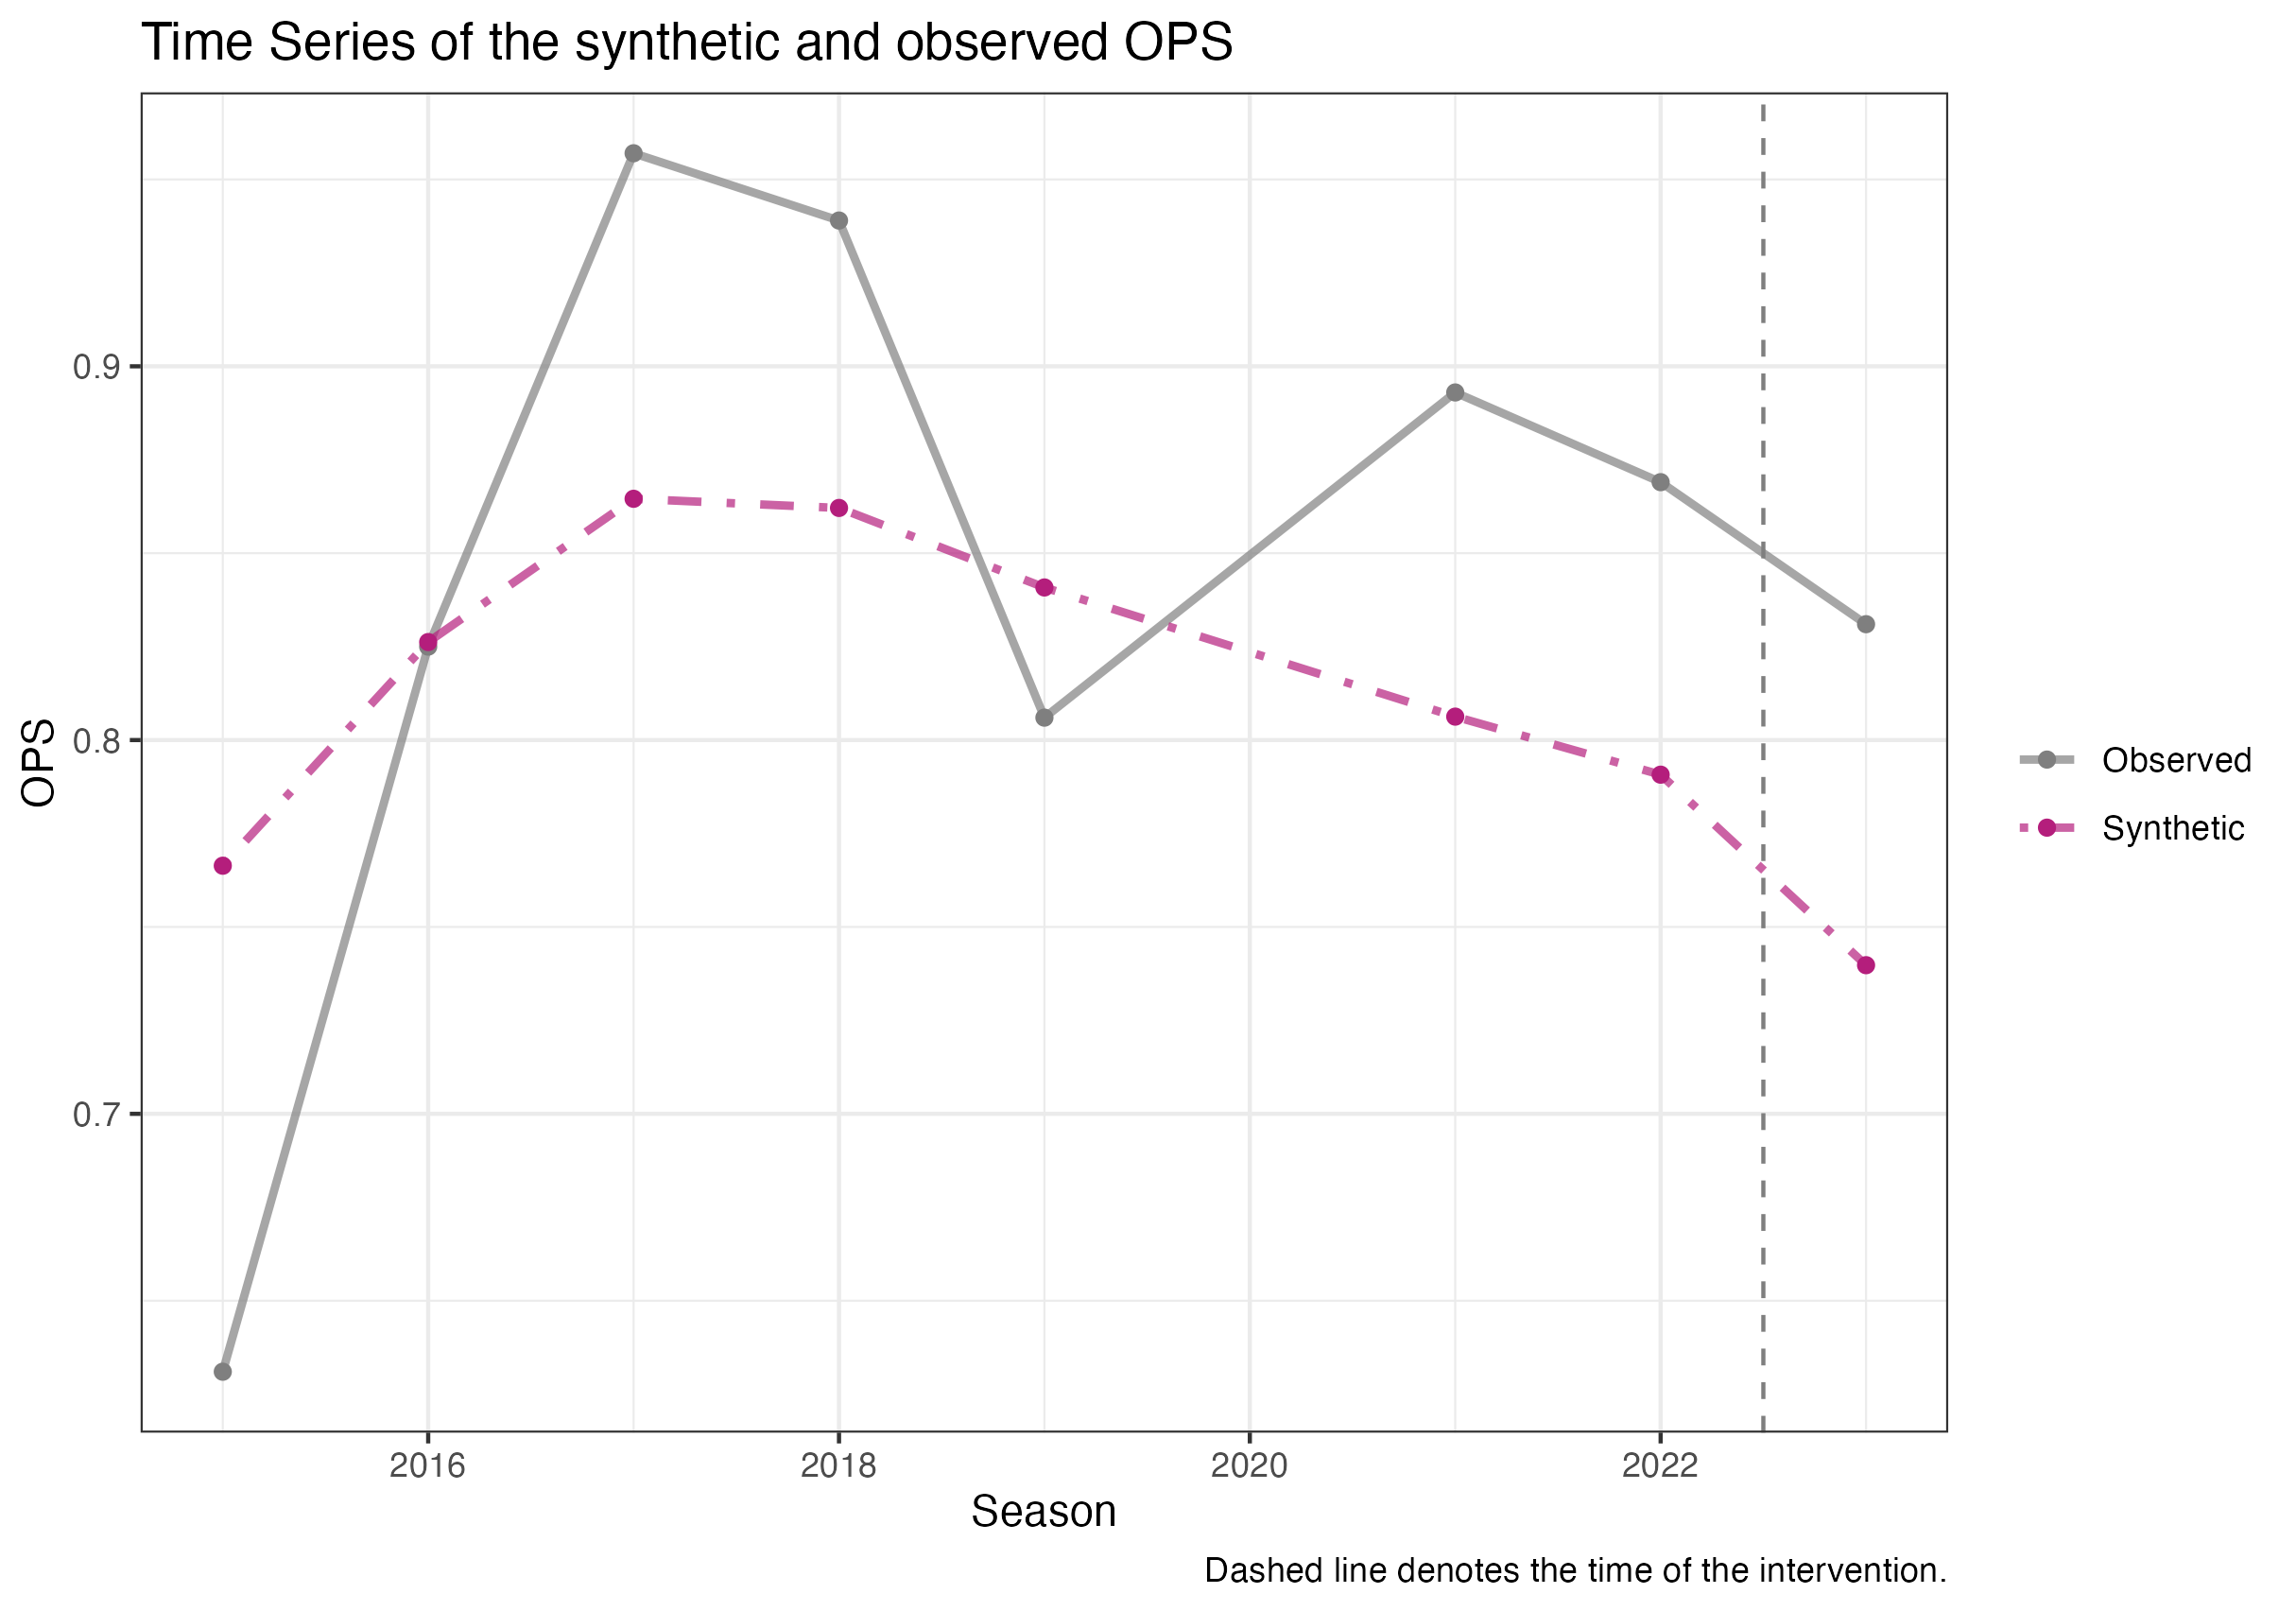 Time Series of the synthetic and observed OPS
0.9
0.8
0.7
OPS
Observed
Synthetic
2016 2018 2020 2022
Season
Dashed line denotes the time of the intervention.